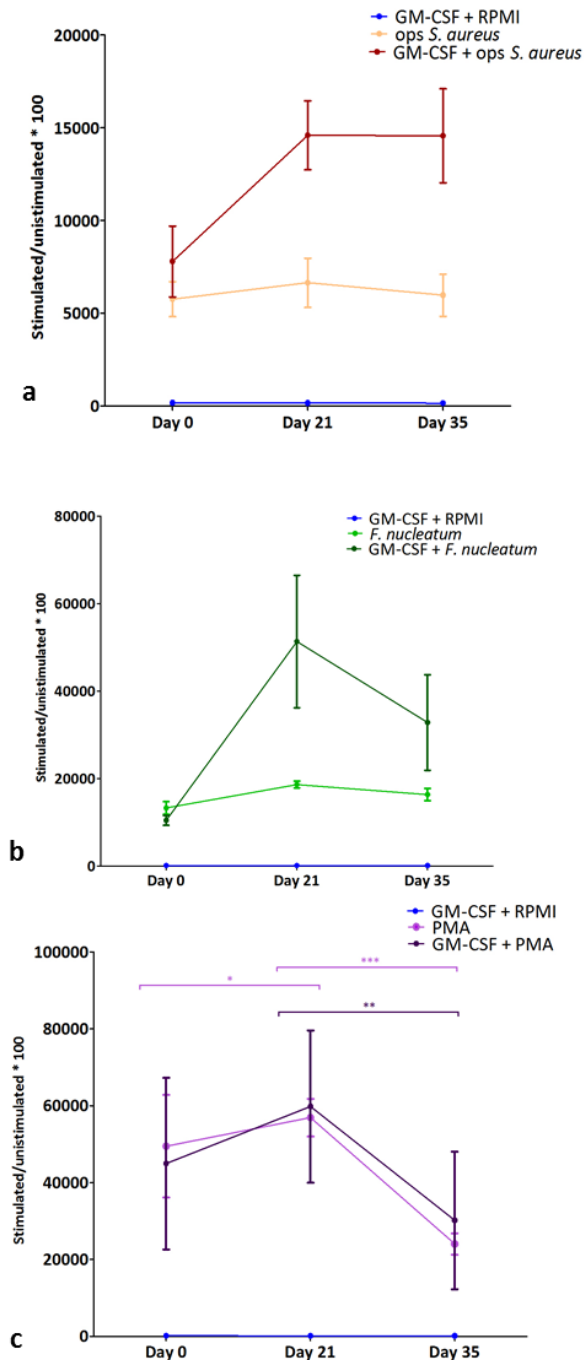 GM-CSF + RPMI
ops S. aureus
GM-CSF + ops S. aureus
Stimulated/unistimulated * 100
20000
15000
10000
5000
0
Day 0 Day 21 Day 35
a
GM-CSF + RPMI
F. nucleatum
GM-CSF + F. nucleatum
Stimulated/unistimulated * 100
80000
60000
40000
20000
0
Day 0 Day 21 Day 35
b
GM-CSF + RPMI
PMA
GM-CSF + PMA
Stimulated/unistimulated * 100
100000
***
*
**
80000
60000
40000
20000
0
Day 0 Day 21 Day 35
c